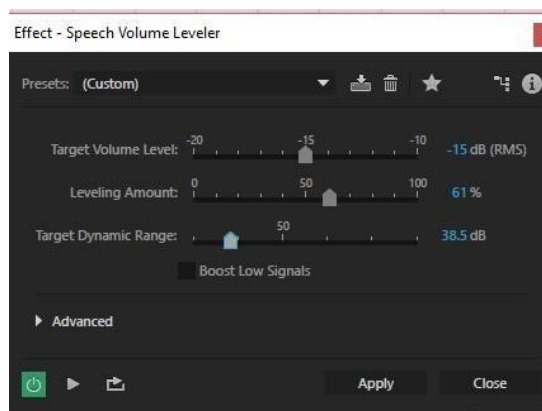 Effect - Speech Volume Leveler
Presets: (Custom)
-20 -15 -10
Target Volume Level: -15 dB (RMS)
0 50 100
Leveling Amount: 61 %
50
Target Dynamic Range: 38.5 dB
Boost Low Signals
Advanced
Apply Close